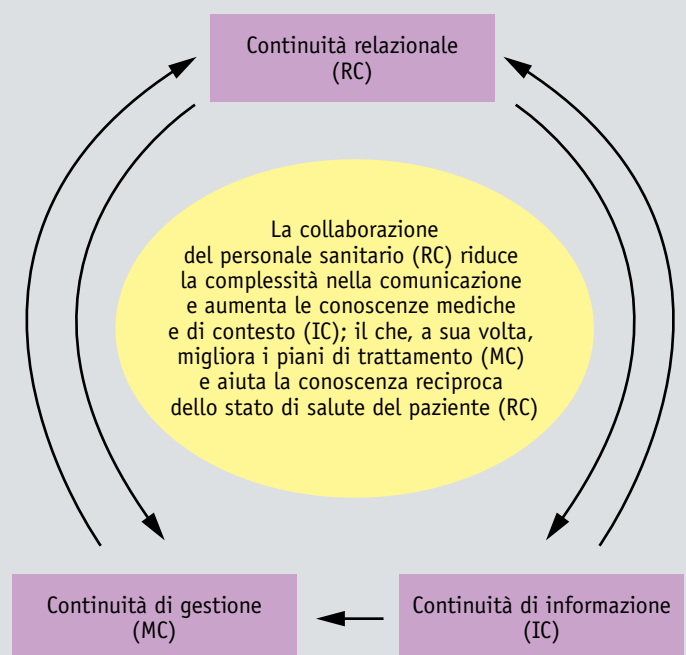 Continuità relazionale
(RC)
La collaborazione
del personale sanitario (RC) riduce
la complessità nella comunicazione
e aumenta le conoscenze mediche
e di contesto (IC); il che, a sua volta,
migliora i piani di trattamento (MC)
e aiuta la conoscenza reciproca
dello stato di salute del paziente (RC)
Continuità di gestione
(MC)
Continuità di informazione
(IC)